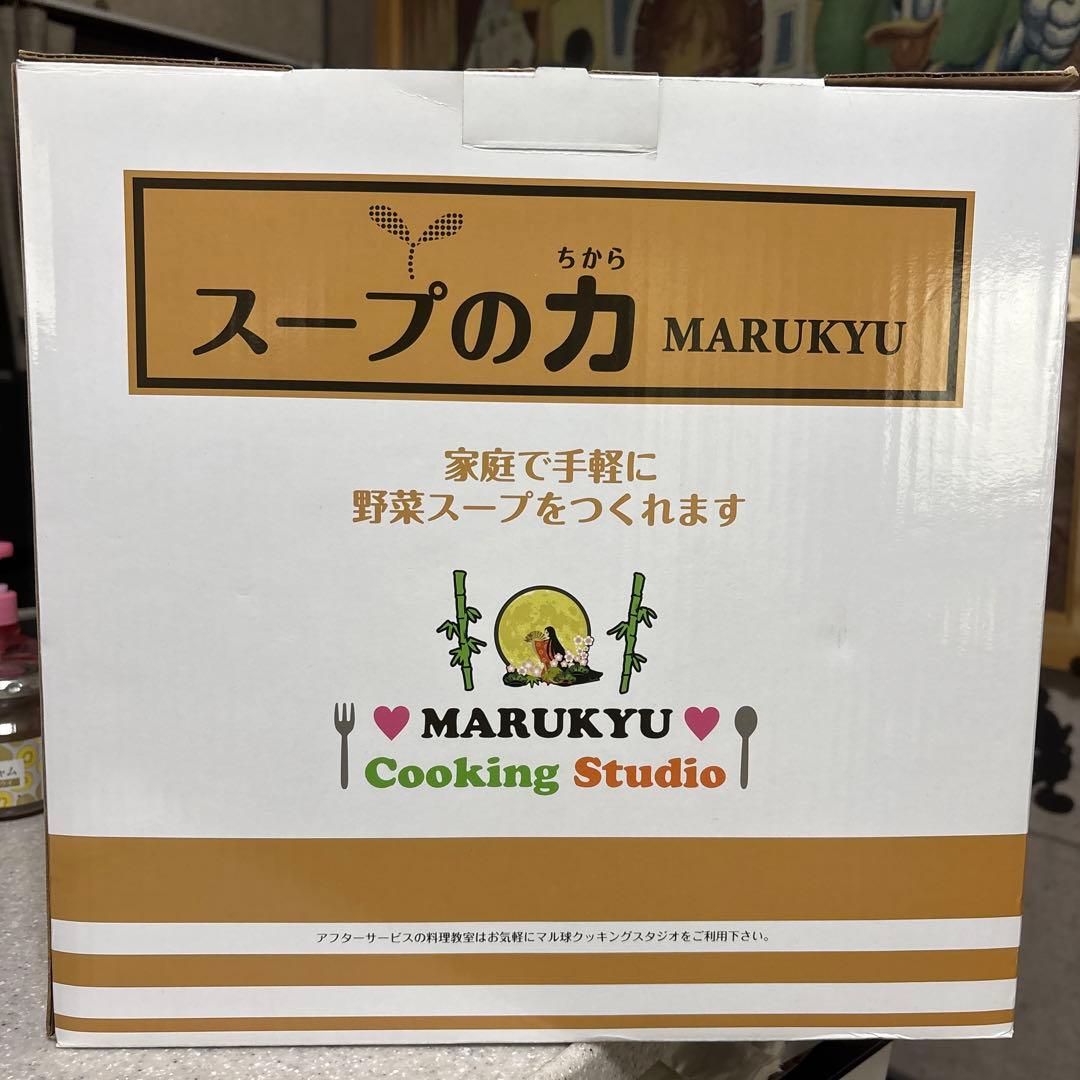 ちから
スープの力 MARUKYU
家庭で手軽に
野菜スープをつくれます
MARUKYU
Cooking Studio
アフターサービスの料理教室はお気軽にマル球クッキングスタジオをご利用下さい。